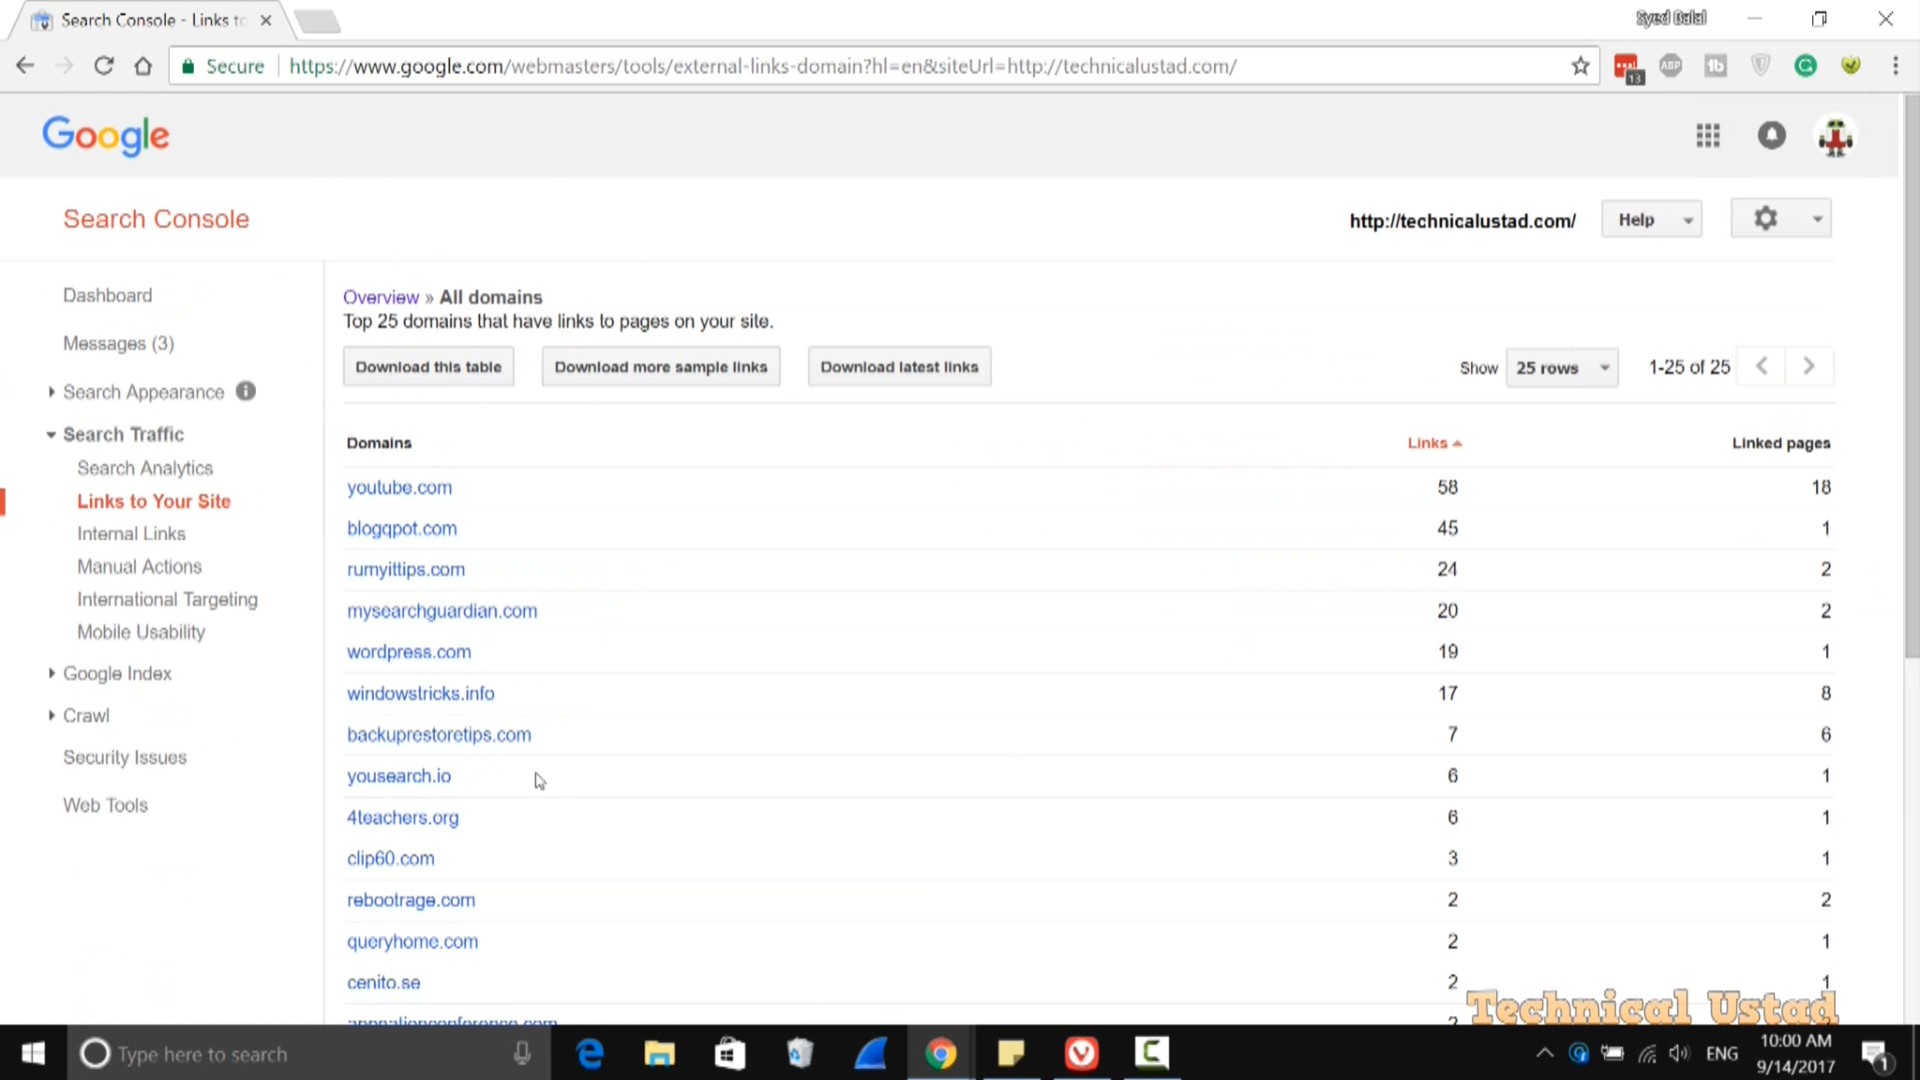 Search Console - Links to
Syed Balal
Secure https://www.google.com/webmasters/tools/external-links-domain?hl=en&siteUrl=http://technicalustad.com/
13
ABP
Google
Search Console
http://technicalustad.com/
Help
Dashboard
Messages (3)
Search Appearance
Search Traffic
Search Analytics
Links to Your Site
Internal Links
Manual Actions
International Targeting
Mobile Usability
Google Index
Crawl
Security Issues
Web Tools
Overview » All domains
Top 25 domains that have links to pages on your site.
Download this table Download more sample links Download latest links Show 25 rows 1-25 of 25
Domains Links Linked pages
youtube.com 58 18
blogqpot.com 45 1
rumyittips.com 24 2
mysearchguardian.com 20 2
wordpress.com 19 1
windowstricks.info 17 8
backuprestoretips.com 7 6
yousearch.io 6 1
4teachers.org 6 1
clip60.com 3 1
rebootrage.com 2 2
queryhome.com 2 1
cenito.se 2 1
appnationconference.com 2
Technical Ustad
Type here to search
ENG
10:00 AM
9/14/2017
1